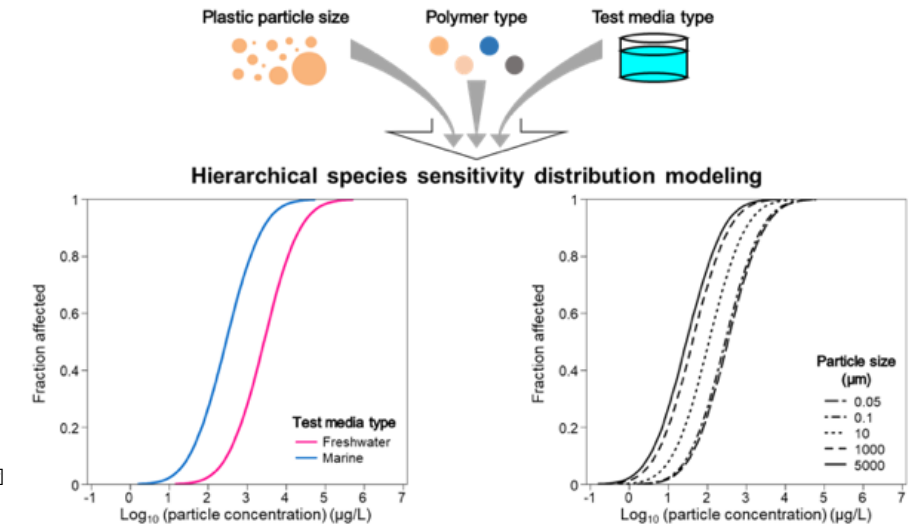 Plastic particle size
Polymer type
Test media type
Hierarchical species sensitivity distribution modeling
1
0.8
0.6
0.4
0.2
0
Fraction affected
-1 0 1 2 3 4 5 6 7
Log₁₀ (particle concentration) (µg/L)
Test media type
Freshwater
Marine
1
0.8
0.6
0.4
0.2
0
Fraction affected
-1 0 1 2 3 4 5 6 7
Log₁₀ (particle concentration) (µg/L)
Particle size
(µm)
0.05
0.1
10
1000
5000
]